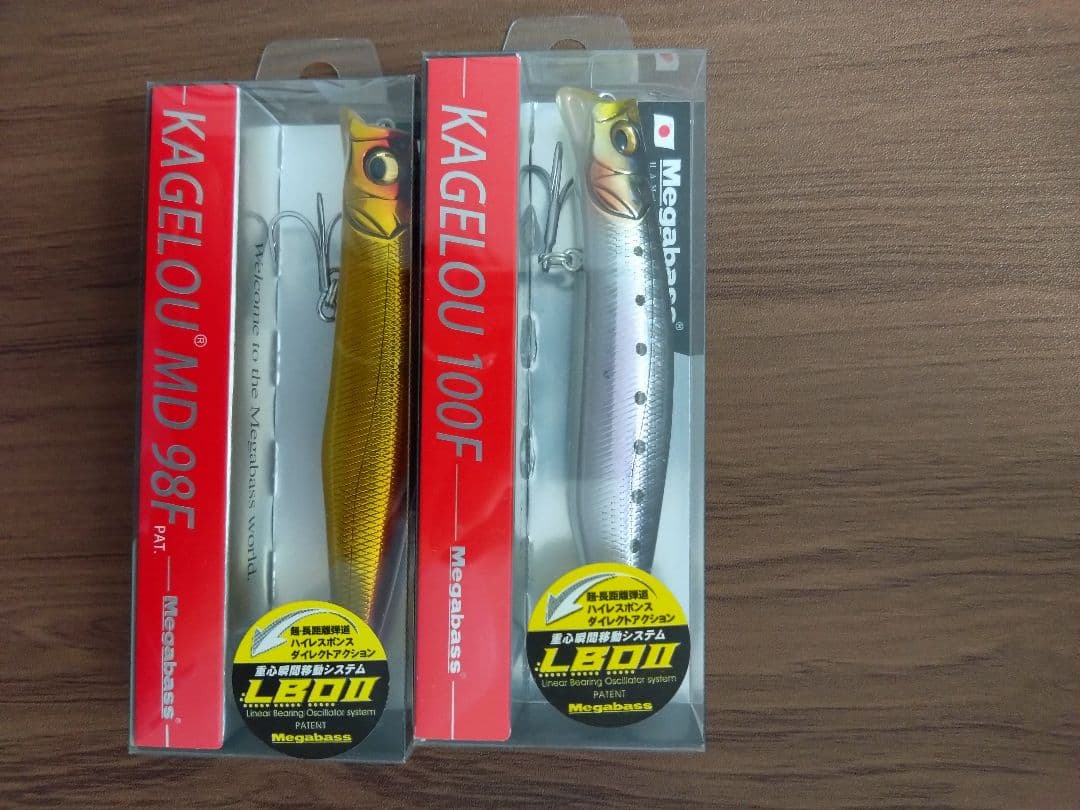 KAGELOU® MD 98F
PAT.
Megabass®
Welcome to the Megabass world.
超・長距離弾道
ハイレスポンス
ダイレクトアクション
重心瞬間移動システム
LBOII
Linear Bearing Oscillator system
PATENT
Megabass
KAGELOU 100F
Megabass®
Megabass®
超・長距離弾道
ハイレスポンス
ダイレクトアクション
重心瞬間移動システム
LBOII
Linear Bearing Oscillator system
PATENT
Megabass